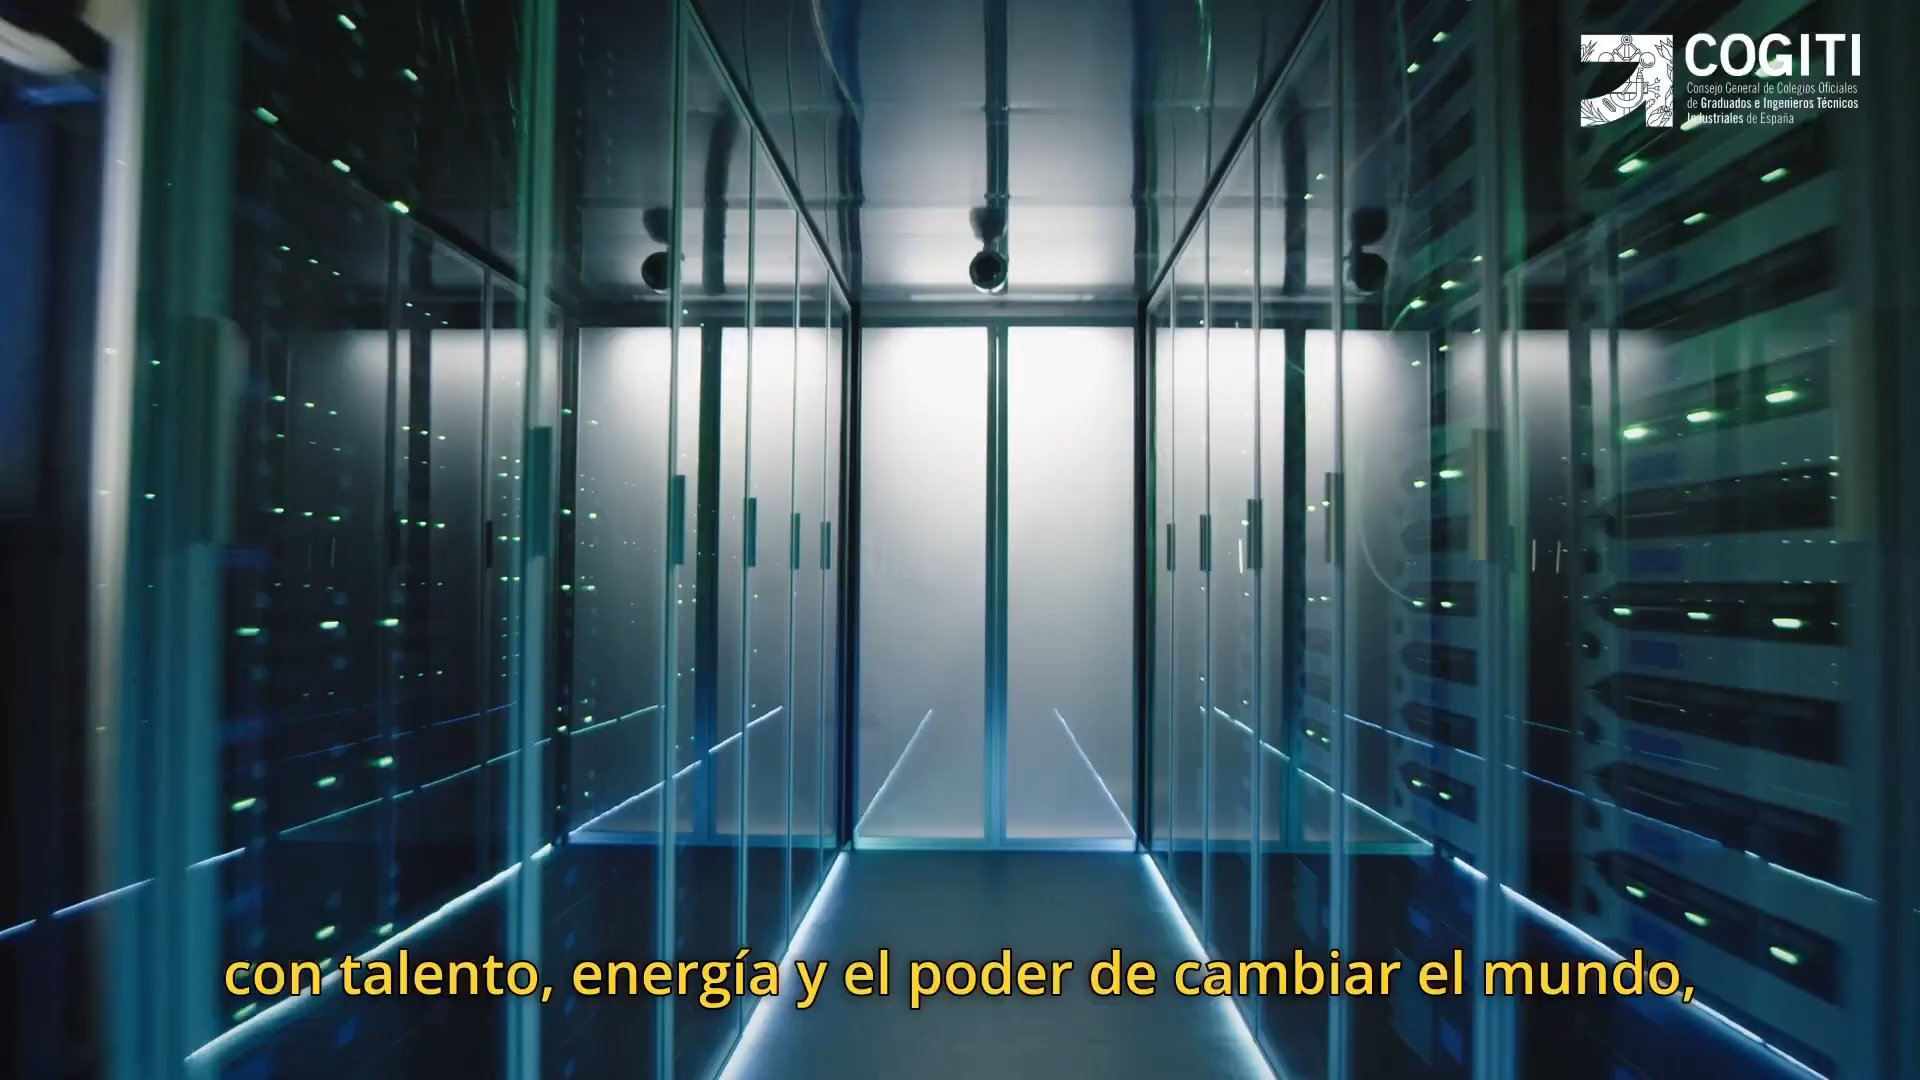 COGITI
Consejo General de Colegios Oficiales
de Graduados e Ingenieros Técnicos
Industriales de España
con talento, energía y el poder de cambiar el mundo,